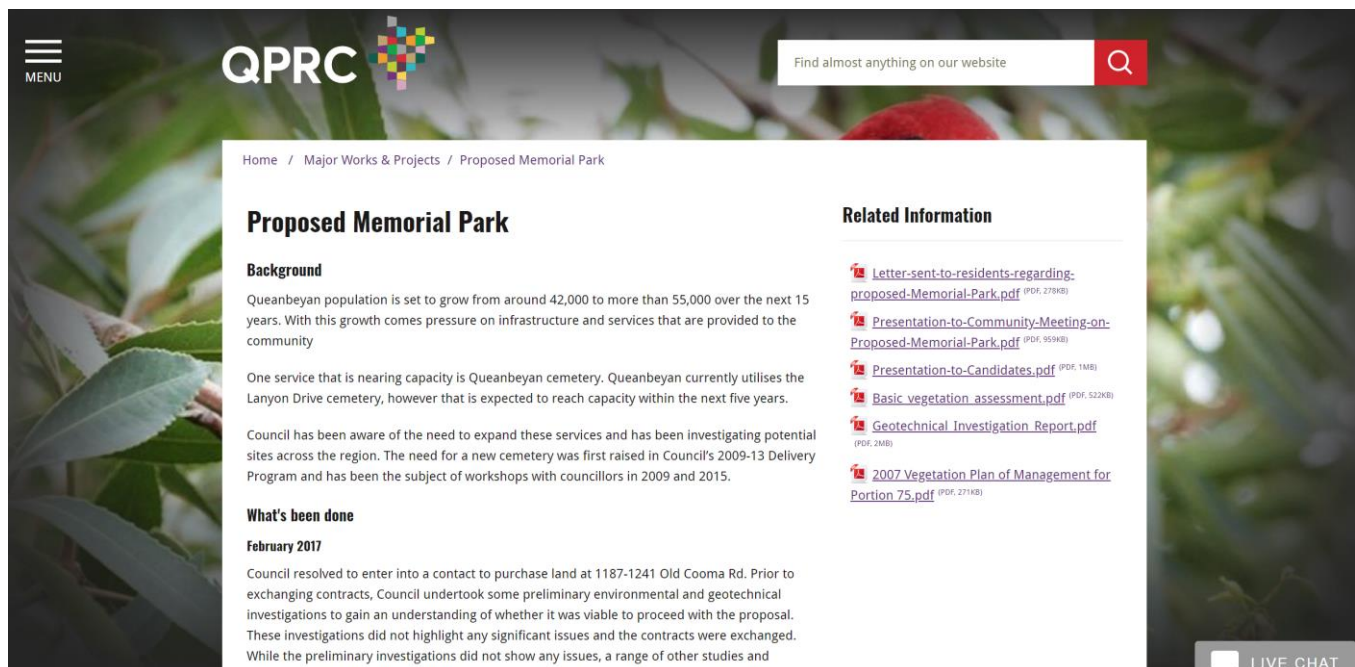 MENU
QPRC
Find almost anything on our website
Home / Major Works & Projects / Proposed Memorial Park
Proposed Memorial Park
Background
Queanbeyan population is set to grow from around 42,000 to more than 55,000 over the next 15
years. With this growth comes pressure on infrastructure and services that are provided to the
community
One service that is nearing capacity is Queanbeyan cemetery. Queanbeyan currently utilises the
Lanyon Drive cemetery, however that is expected to reach capacity within the next five years.
Council has been aware of the need to expand these services and has been investigating potential
sites across the region. The need for a new cemetery was first raised in Council's 2009-13 Delivery
Program and has been the subject of workshops with councillors in 2009 and 2015.
What's been done
February 2017
Council resolved to enter into a contact to purchase land at 1187-1241 Old Cooma Rd. Prior to
exchanging contracts, Council undertook some preliminary environmental and geotechnical
investigations to gain an understanding of whether it was viable to proceed with the proposal.
These investigations did not highlight any significant issues and the contracts were exchanged.
While the preliminary investigations did not show any issues, a range of other studies and
Related Information
Letter-sent-to-residents-regarding-
proposed-Memorial-Park.pdf (PDF, 278KB)
Presentation-to-Community-Meeting-on-
Proposed-Memorial-Park.pdf (PDF, 959KB)
Presentation-to-Candidates.pdf (PDF, 1MB)
Basic vegetation assessment.pdf (PDF, 522KB)
Geotechnical Investigation Report.pdf
(PDF, 2MB)
2007 Vegetation Plan of Management for
Portion 75.pdf (PDF, 271KB)
LIVE CHAT